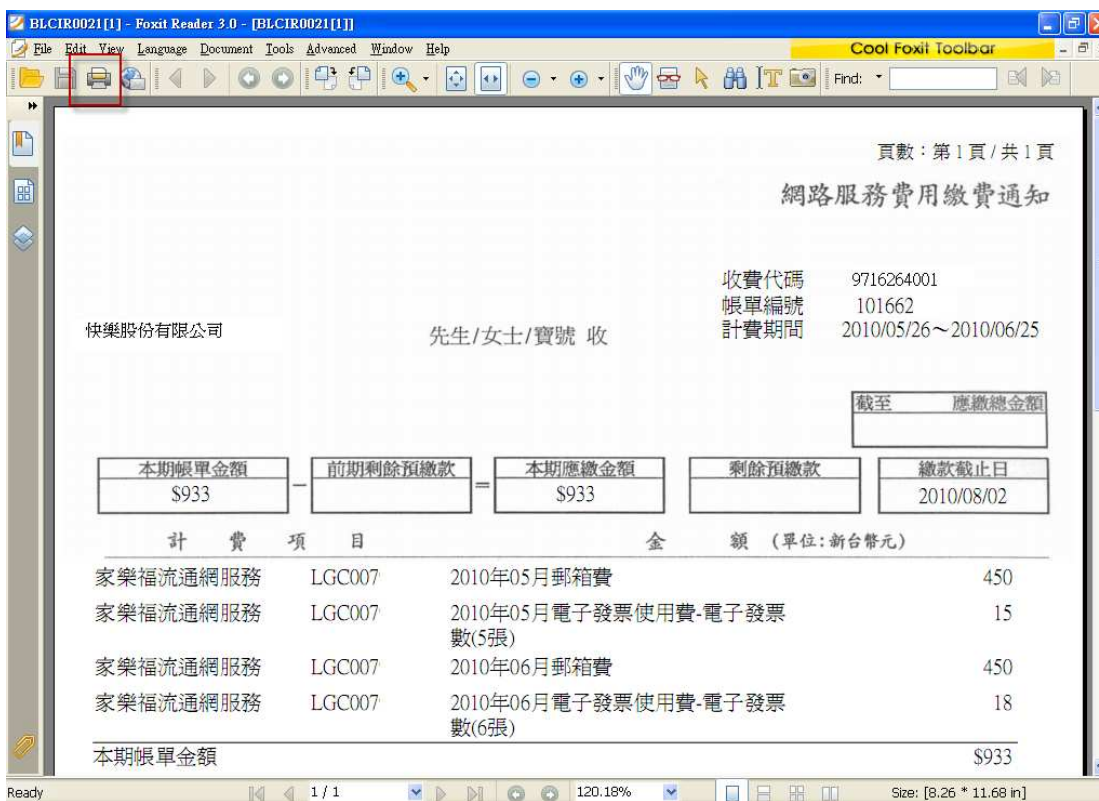 BLCIR0021[1] - Foxit Reader 3.0 - [BLCIR0021[1]]
File Edit View Language Document Tools Advanced Window Help Cool Foxit Toolbar
Find:
頁數：第1頁/共1頁
網路服務費用繳費通知
收費代碼 9716264001
帳單編號 101662
快樂股份有限公司 先生/女士/寶號 收 計費期間 2010/05/26～2010/06/25
截至 應繳總金額
本期帳單金額 前期剩餘預繳款 本期應繳金額 剩餘預繳款 繳款截止日
$933 − = $933 2010/08/02
計 費 項 目 金 額 (單位:新台幣元)
家樂福流通網服務 LGC007 2010年05月郵箱費 450
家樂福流通網服務 LGC007 2010年05月電子發票使用費-電子發票 15
數(5張)
家樂福流通網服務 LGC007 2010年06月郵箱費 450
家樂福流通網服務 LGC007 2010年06月電子發票使用費-電子發票 18
數(6張)
本期帳單金額 $933
Ready 1 / 1 120.18% Size: [8.26 * 11.68 in]